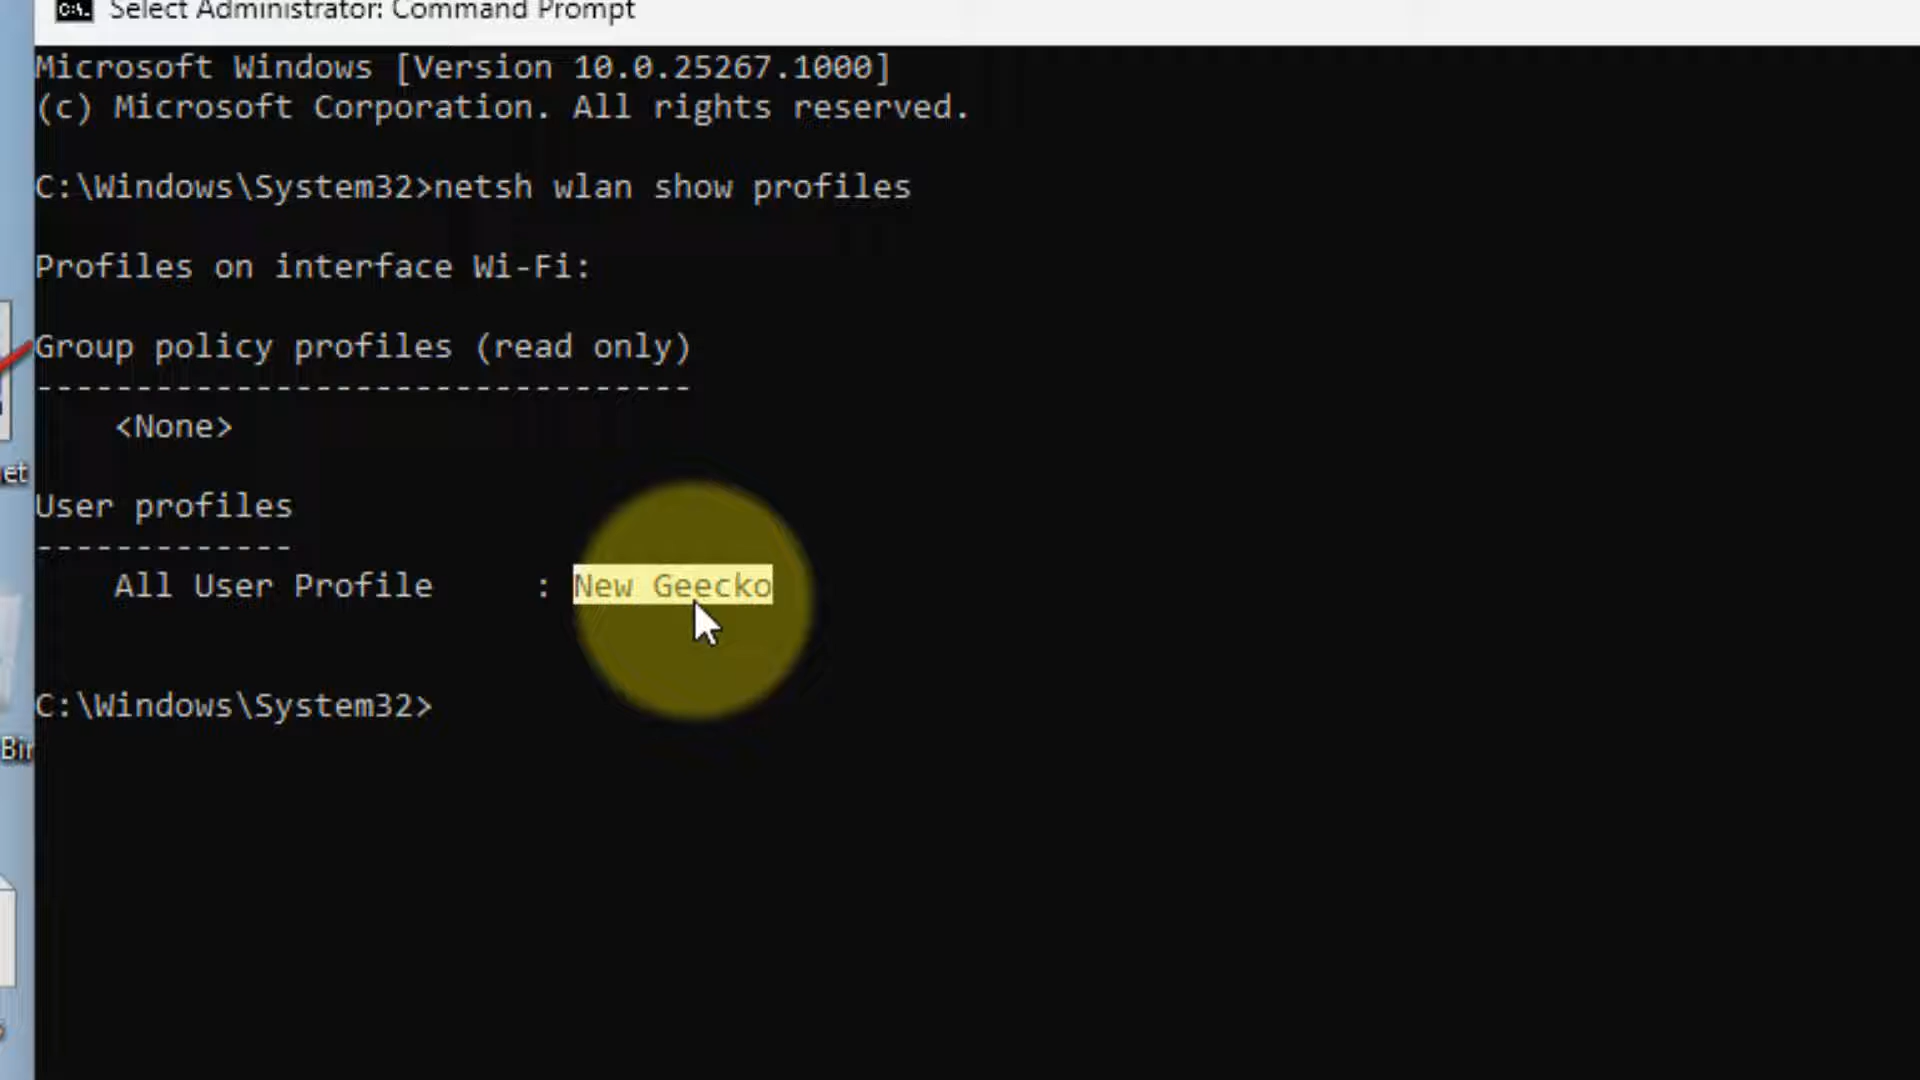 Select Administrator: Command Prompt
Microsoft Windows [Version 10.0.25267.1000]
(c) Microsoft Corporation. All rights reserved.
C:\Windows\System32>netsh wlan show profiles
Profiles on interface Wi-Fi:
Group policy profiles (read only)
---------------------------------
<None>
et
User profiles
-------------
All User Profile     : New Geecko
C:\Windows\System32>
Bin